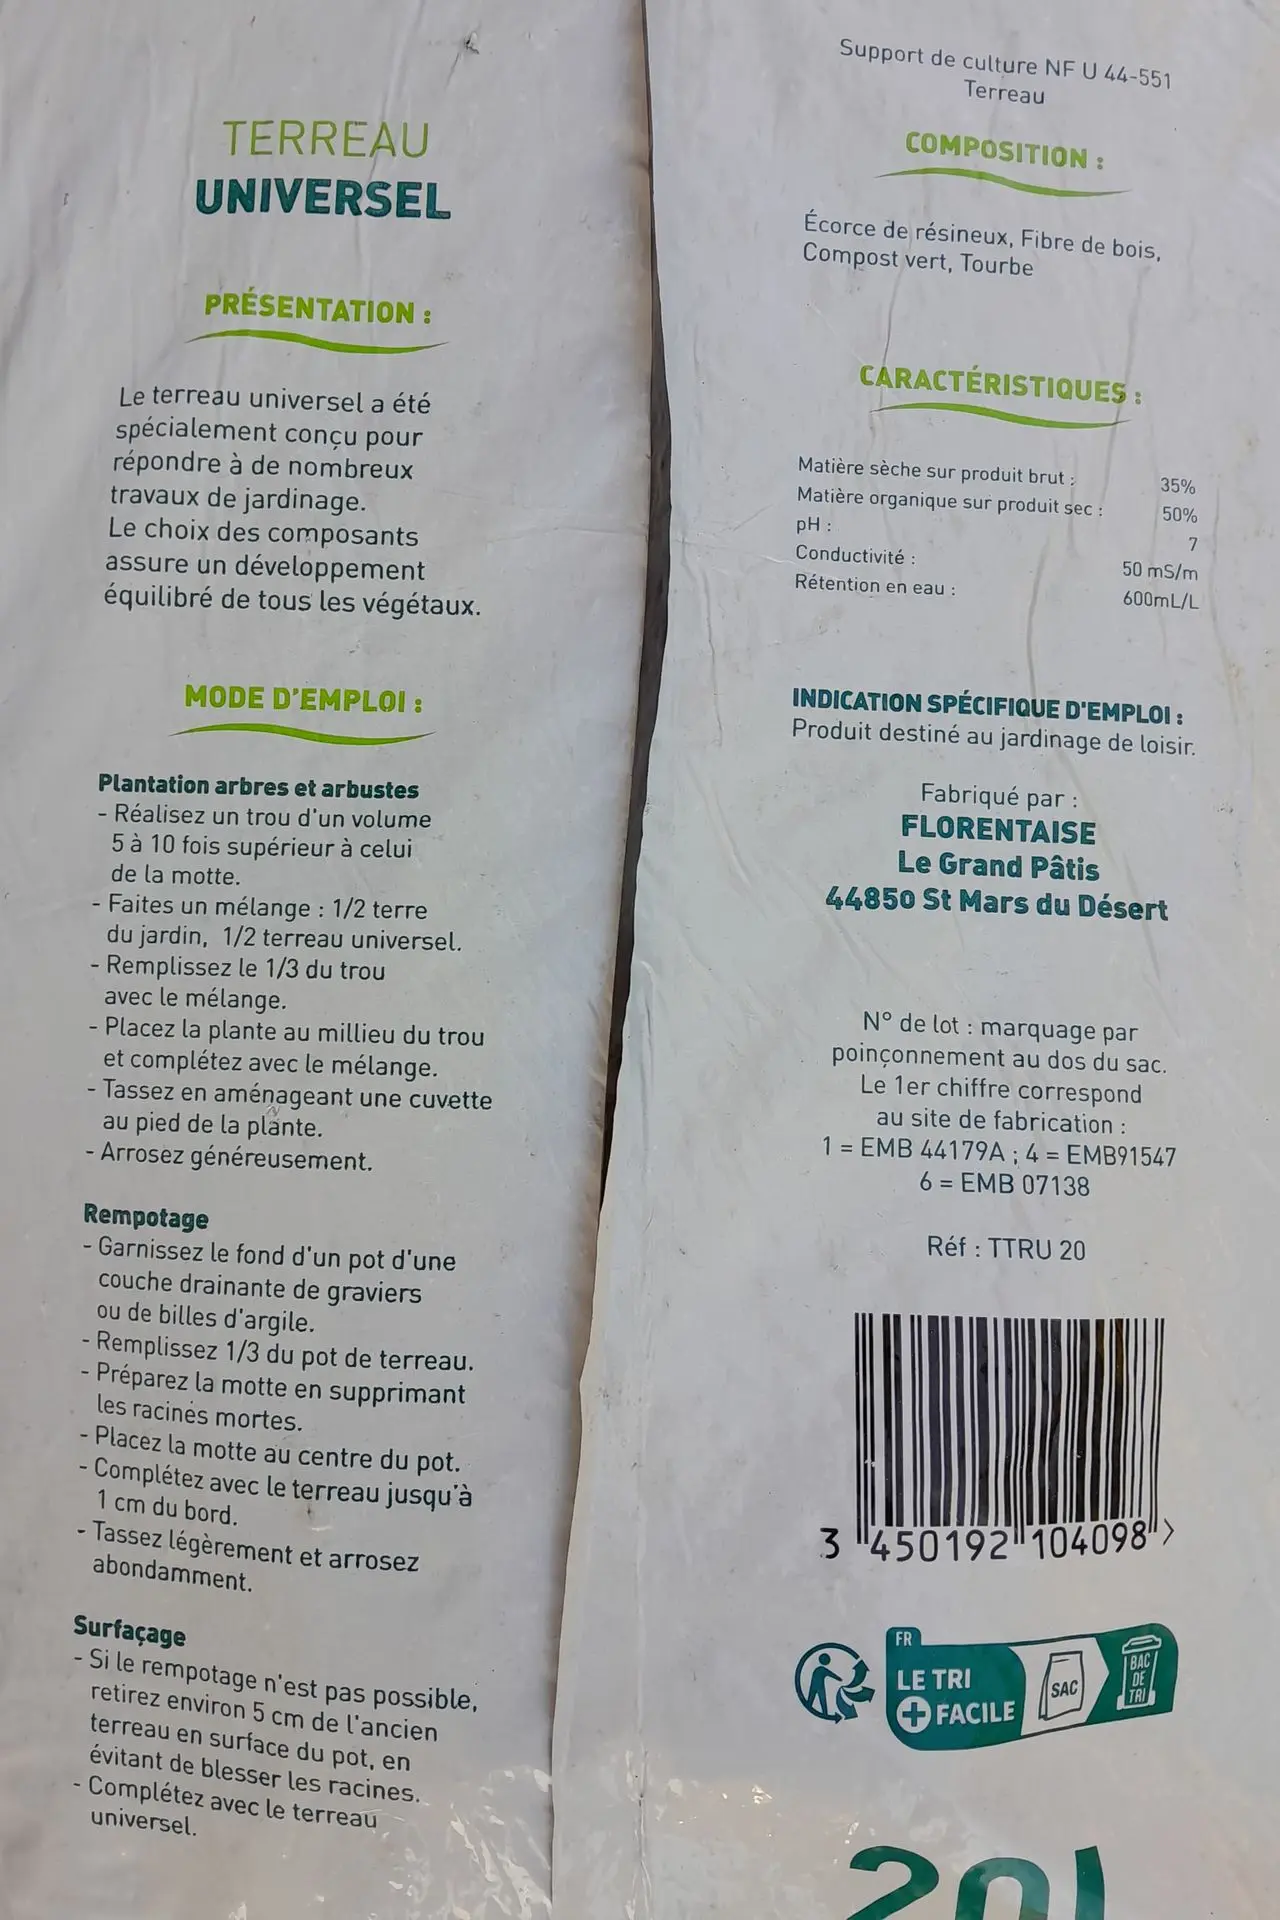 TERREAU
UNIVERSEL
PRÉSENTATION :
Le terreau universel a été
spécialement conçu pour
répondre à de nombreux
travaux de jardinage.
Le choix des composants
assure un développement
équilibré de tous les végétaux.
MODE D'EMPLOI :
Plantation arbres et arbustes
- Réalisez un trou d'un volume
5 à 10 fois supérieur à celui
de la motte.
- Faites un mélange : 1/2 terre
du jardin, 1/2 terreau universel.
- Remplissez le 1/3 du trou
avec le mélange.
- Placez la plante au millieu du trou
et complétez avec le mélange.
- Tassez en aménageant une cuvette
au pied de la plante.
- Arrosez généreusement.
Rempotage
- Garnissez le fond d'un pot d'une
couche drainante de graviers
ou de billes d'argile.
- Remplissez 1/3 du pot de terreau.
- Préparez la motte en supprimant
les racines mortes.
- Placez la motte au centre du pot.
- Complétez avec le terreau jusqu'à
1 cm du bord.
- Tassez légèrement et arrosez
abondamment.
Surfaçage
- Si le rempotage n'est pas possible,
retirez environ 5 cm de l'ancien
terreau en surface du pot, en
évitant de blesser les racines.
- Complétez avec le terreau
universel.
Support de culture NF U 44-551
Terreau
COMPOSITION :
Écorce de résineux, Fibre de bois,
Compost vert, Tourbe
CARACTÉRISTIQUES :
Matière sèche sur produit brut : 35%
Matière organique sur produit sec : 50%
pH : 7
Conductivité : 50 mS/m
Rétention en eau : 600mL/L
INDICATION SPÉCIFIQUE D'EMPLOI :
Produit destiné au jardinage de loisir.
Fabriqué par :
FLORENTAISE
Le Grand Pâtis
44850 St Mars du Désert
N° de lot : marquage par
poinçonnement au dos du sac.
Le 1er chiffre correspond
au site de fabrication :
1 = EMB 44179A ; 4 = EMB91547
6 = EMB 07138
Réf : TTRU 20
3 450192 104098 >
FR
LE TRI
+ FACILE
SAC
BAC
DE
TRI
20L